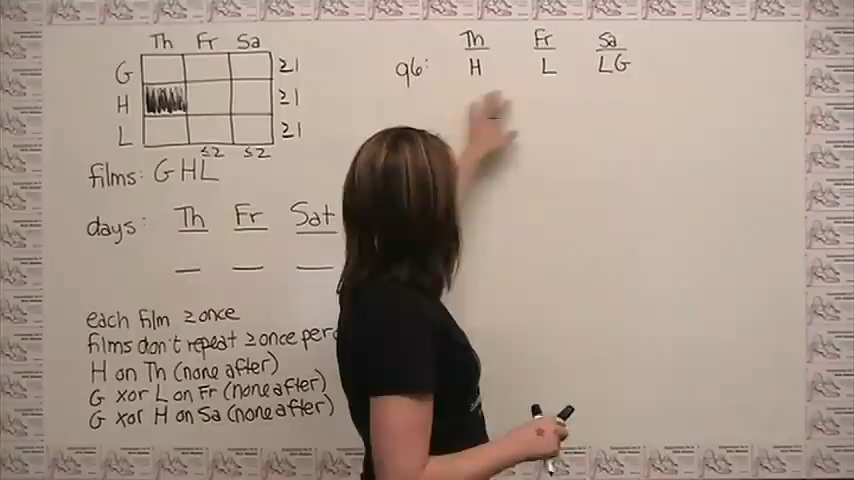 Th Fr Sa
G ≥1
H ≥1
L ≥1
≤2 ≤2
films: G H L
days: Th Fr Sat
each film ≥ once
films don't repeat ≥ once per
H on Th (none after)
G xor L on Fr (none after)
G xor H on Sa (none after)
Th Fr Sa
q6: H L LG